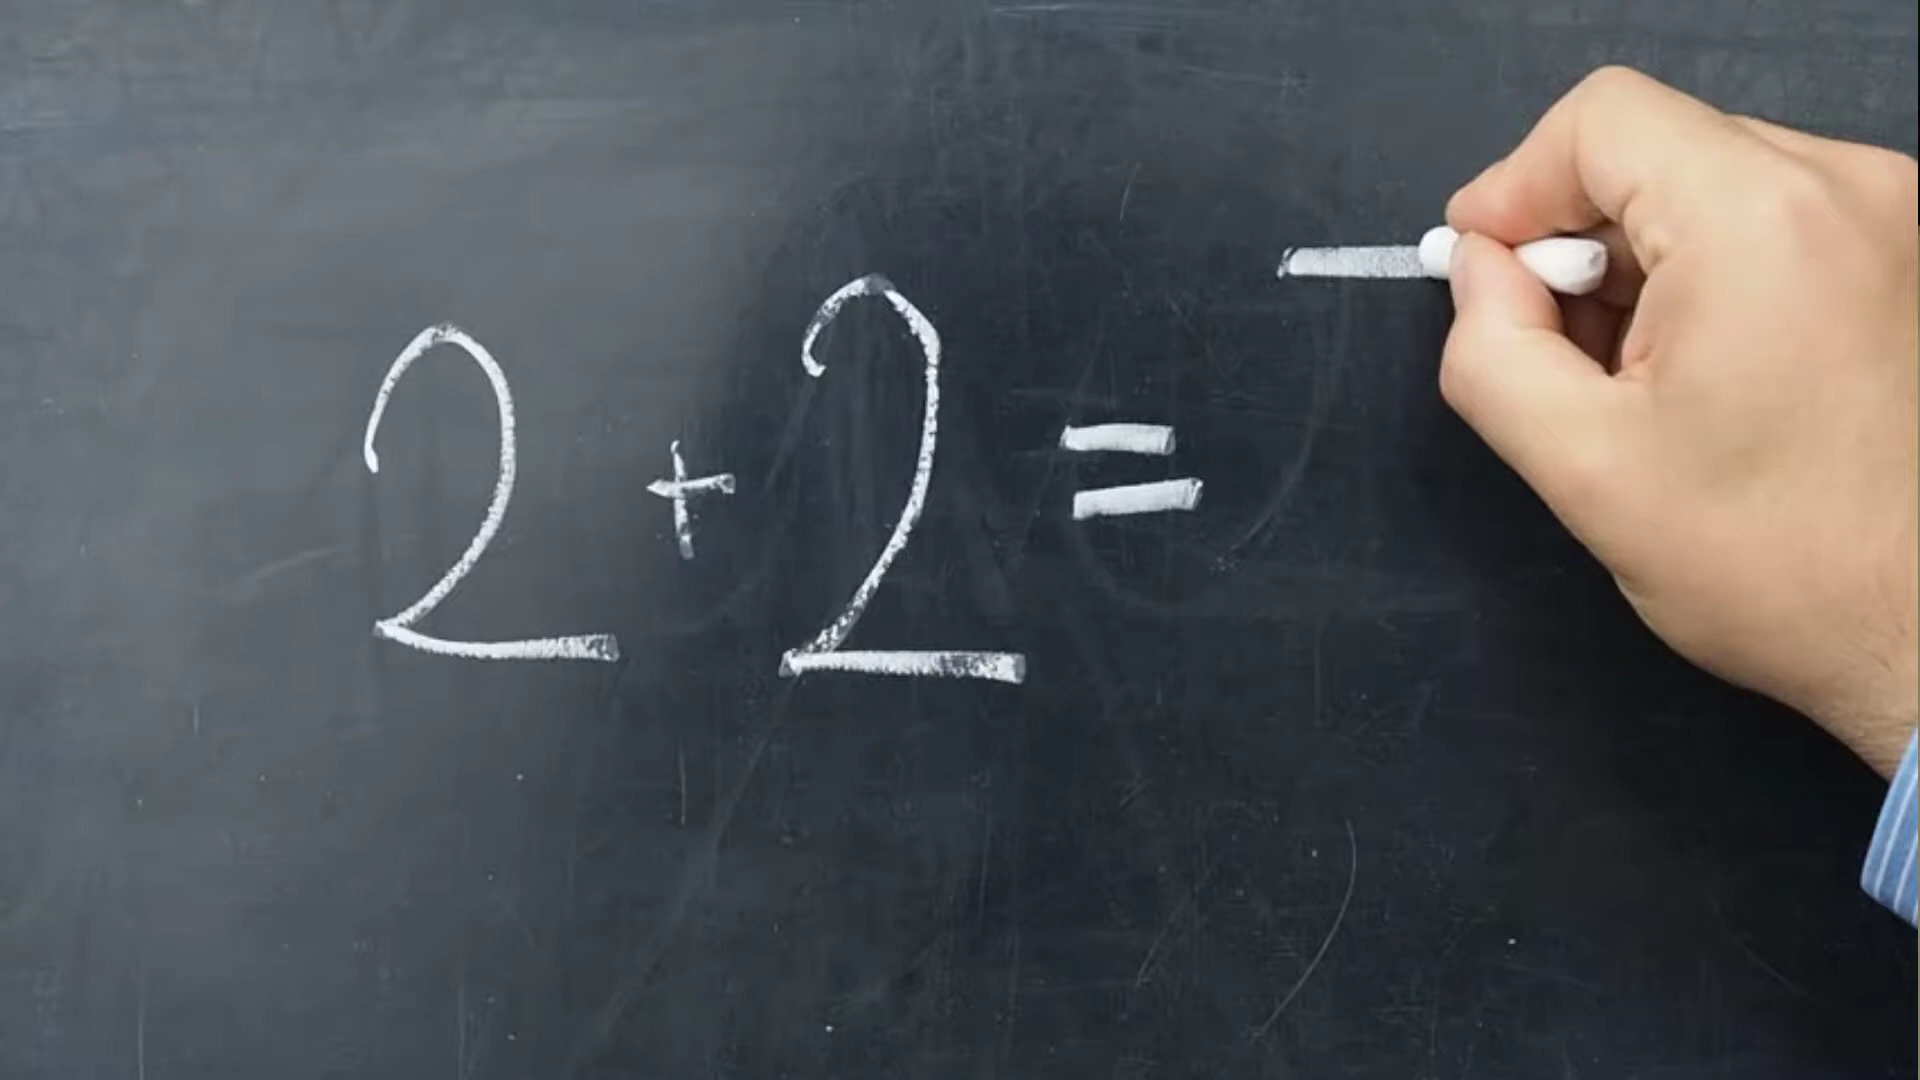 2 + 2 =